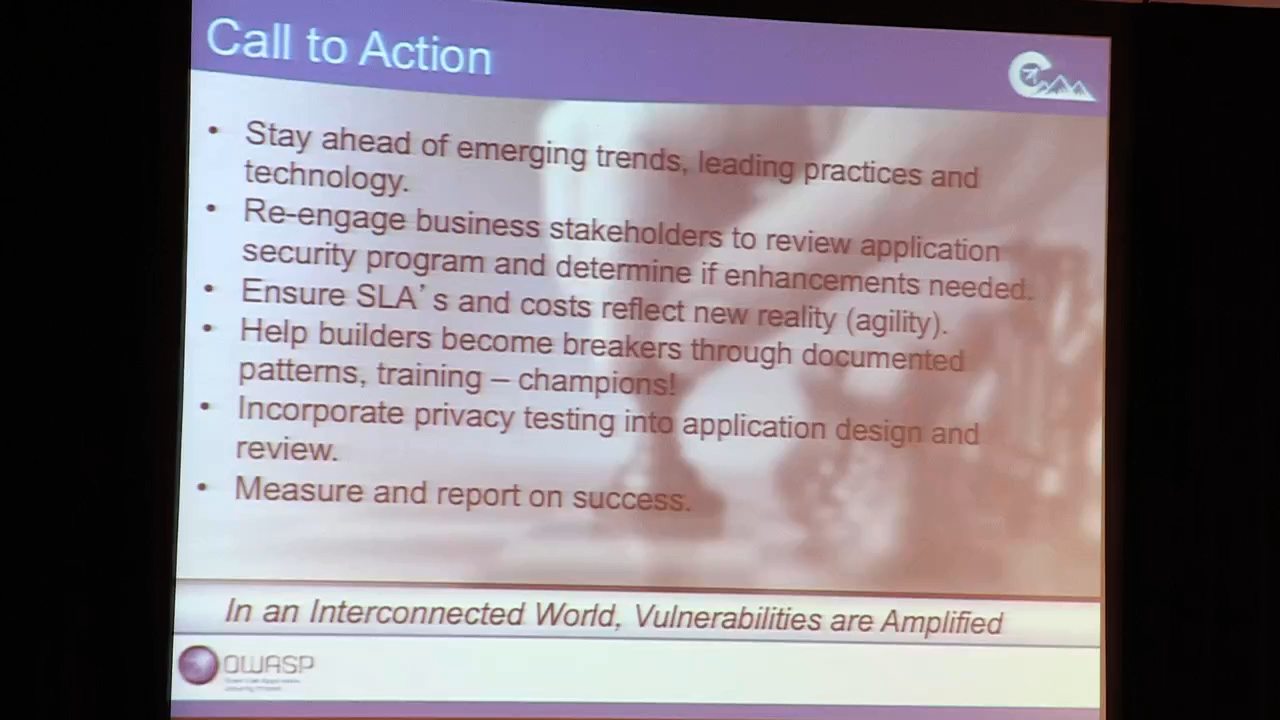 Call to Action
• Stay ahead of emerging trends, leading practices and
technology.
• Re-engage business stakeholders to review application
security program and determine if enhancements needed.
• Ensure SLA's and costs reflect new reality (agility).
• Help builders become breakers through documented
patterns, training – champions!
• Incorporate privacy testing into application design and
review.
• Measure and report on success.
In an Interconnected World, Vulnerabilities are Amplified
OWASP